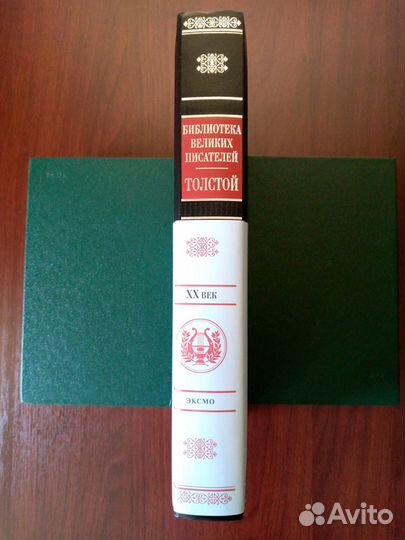 БИБЛИОТЕКА
ВЕЛИКИХ
ПИСАТЕЛЕЙ
ТОЛСТОЙ
XX ВЕК
ЭКСМО
Avito